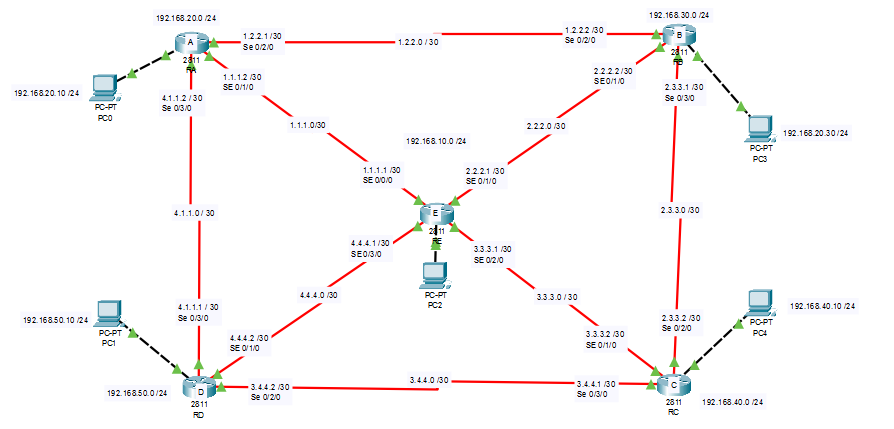 192.168.20.0 /24
192.168.30.0 /24
1.2.2.1 /30
Se 0/2/0
1.2.2.0 / 30
1.2.2.2 /30
Se 0/2/0
A
2811
RA
B
2811
RB
1.1.1.2 /30
SE 0/1/0
2.2.2.2 /30
SE 0/1/0
192.168.20.10 /24
PC-PT
PC0
4.1.1.2 / 30
Se 0/3/0
2.3.3.1 /30
Se 0/3/0
1.1.1.0/30
2.2.2.0 /30
192.168.10.0 /24
PC-PT
PC3
192.168.20.30 /24
1.1.1.1 /30
SE 0/0/0
2.2.2.1 /30
SE 0/1/0
4.1.1.0 / 30
E
2811
RE
2.3.3.0 /30
4.4.4.1 /30
SE 0/3/0
3.3.3.1 /30
SE 0/2/0
PC-PT
PC2
4.4.4.0 /30
3.3.3.0 / 30
192.168.50.10 /24
PC-PT
PC1
4.1.1.1 / 30
Se 0/3/0
4.4.4.2 /30
SE 0/1/0
3.3.3.2 /30
SE 0/1/0
2.3.3.2 /30
Se 0/2/0
PC-PT
PC4
192.168.40.10 /24
192.168.50.0 /24
D
2811
RD
3.4.4.2 /30
Se 0/2/0
3.4.4.0 /30
3.4.4.1 /30
Se 0/3/0
C
2811
RC
192.168.40.0 /24